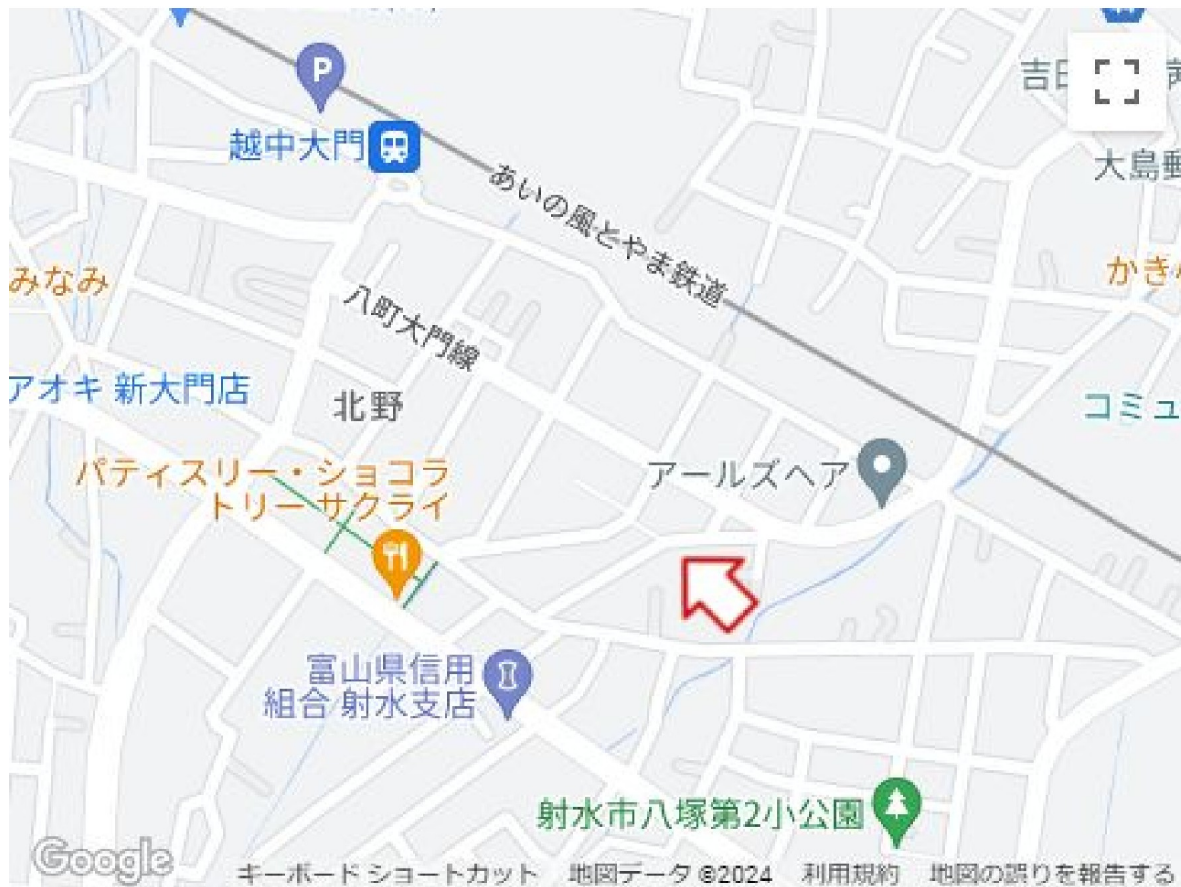 P
越中大門
あいの風とやま鉄道
吉田
大島郵
みなみ
八町大門線
かき
アオキ 新大門店
北野
コミュ
パティスリー・ショコラ
トリー サクライ
アールズヘア
富山県信用
組合 射水支店
射水市八塚第2小公園
Google
キーボード ショートカット 地図データ ©2024 利用規約 地図の誤りを報告する